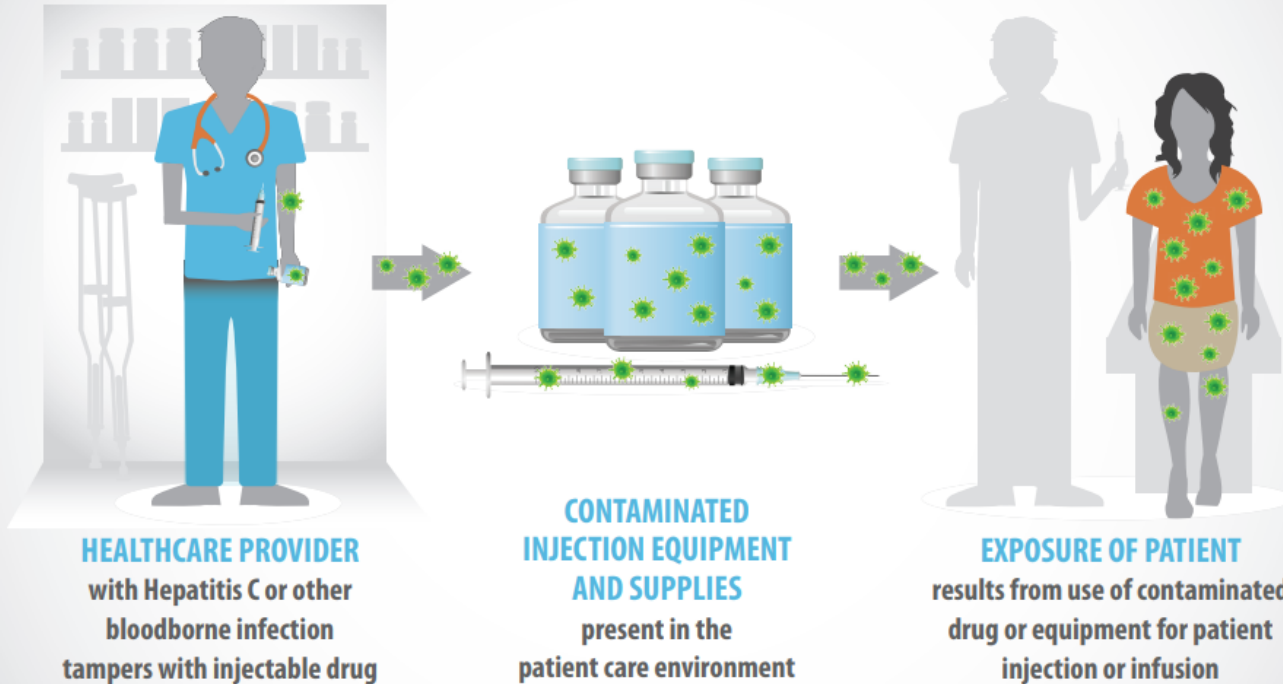 HEALTHCARE PROVIDER
with Hepatitis C or other
bloodborne infection
tampers with injectable drug
CONTAMINATED
INJECTION EQUIPMENT
AND SUPPLIES
present in the
patient care environment
EXPOSURE OF PATIENT
results from use of contaminated
drug or equipment for patient
injection or infusion